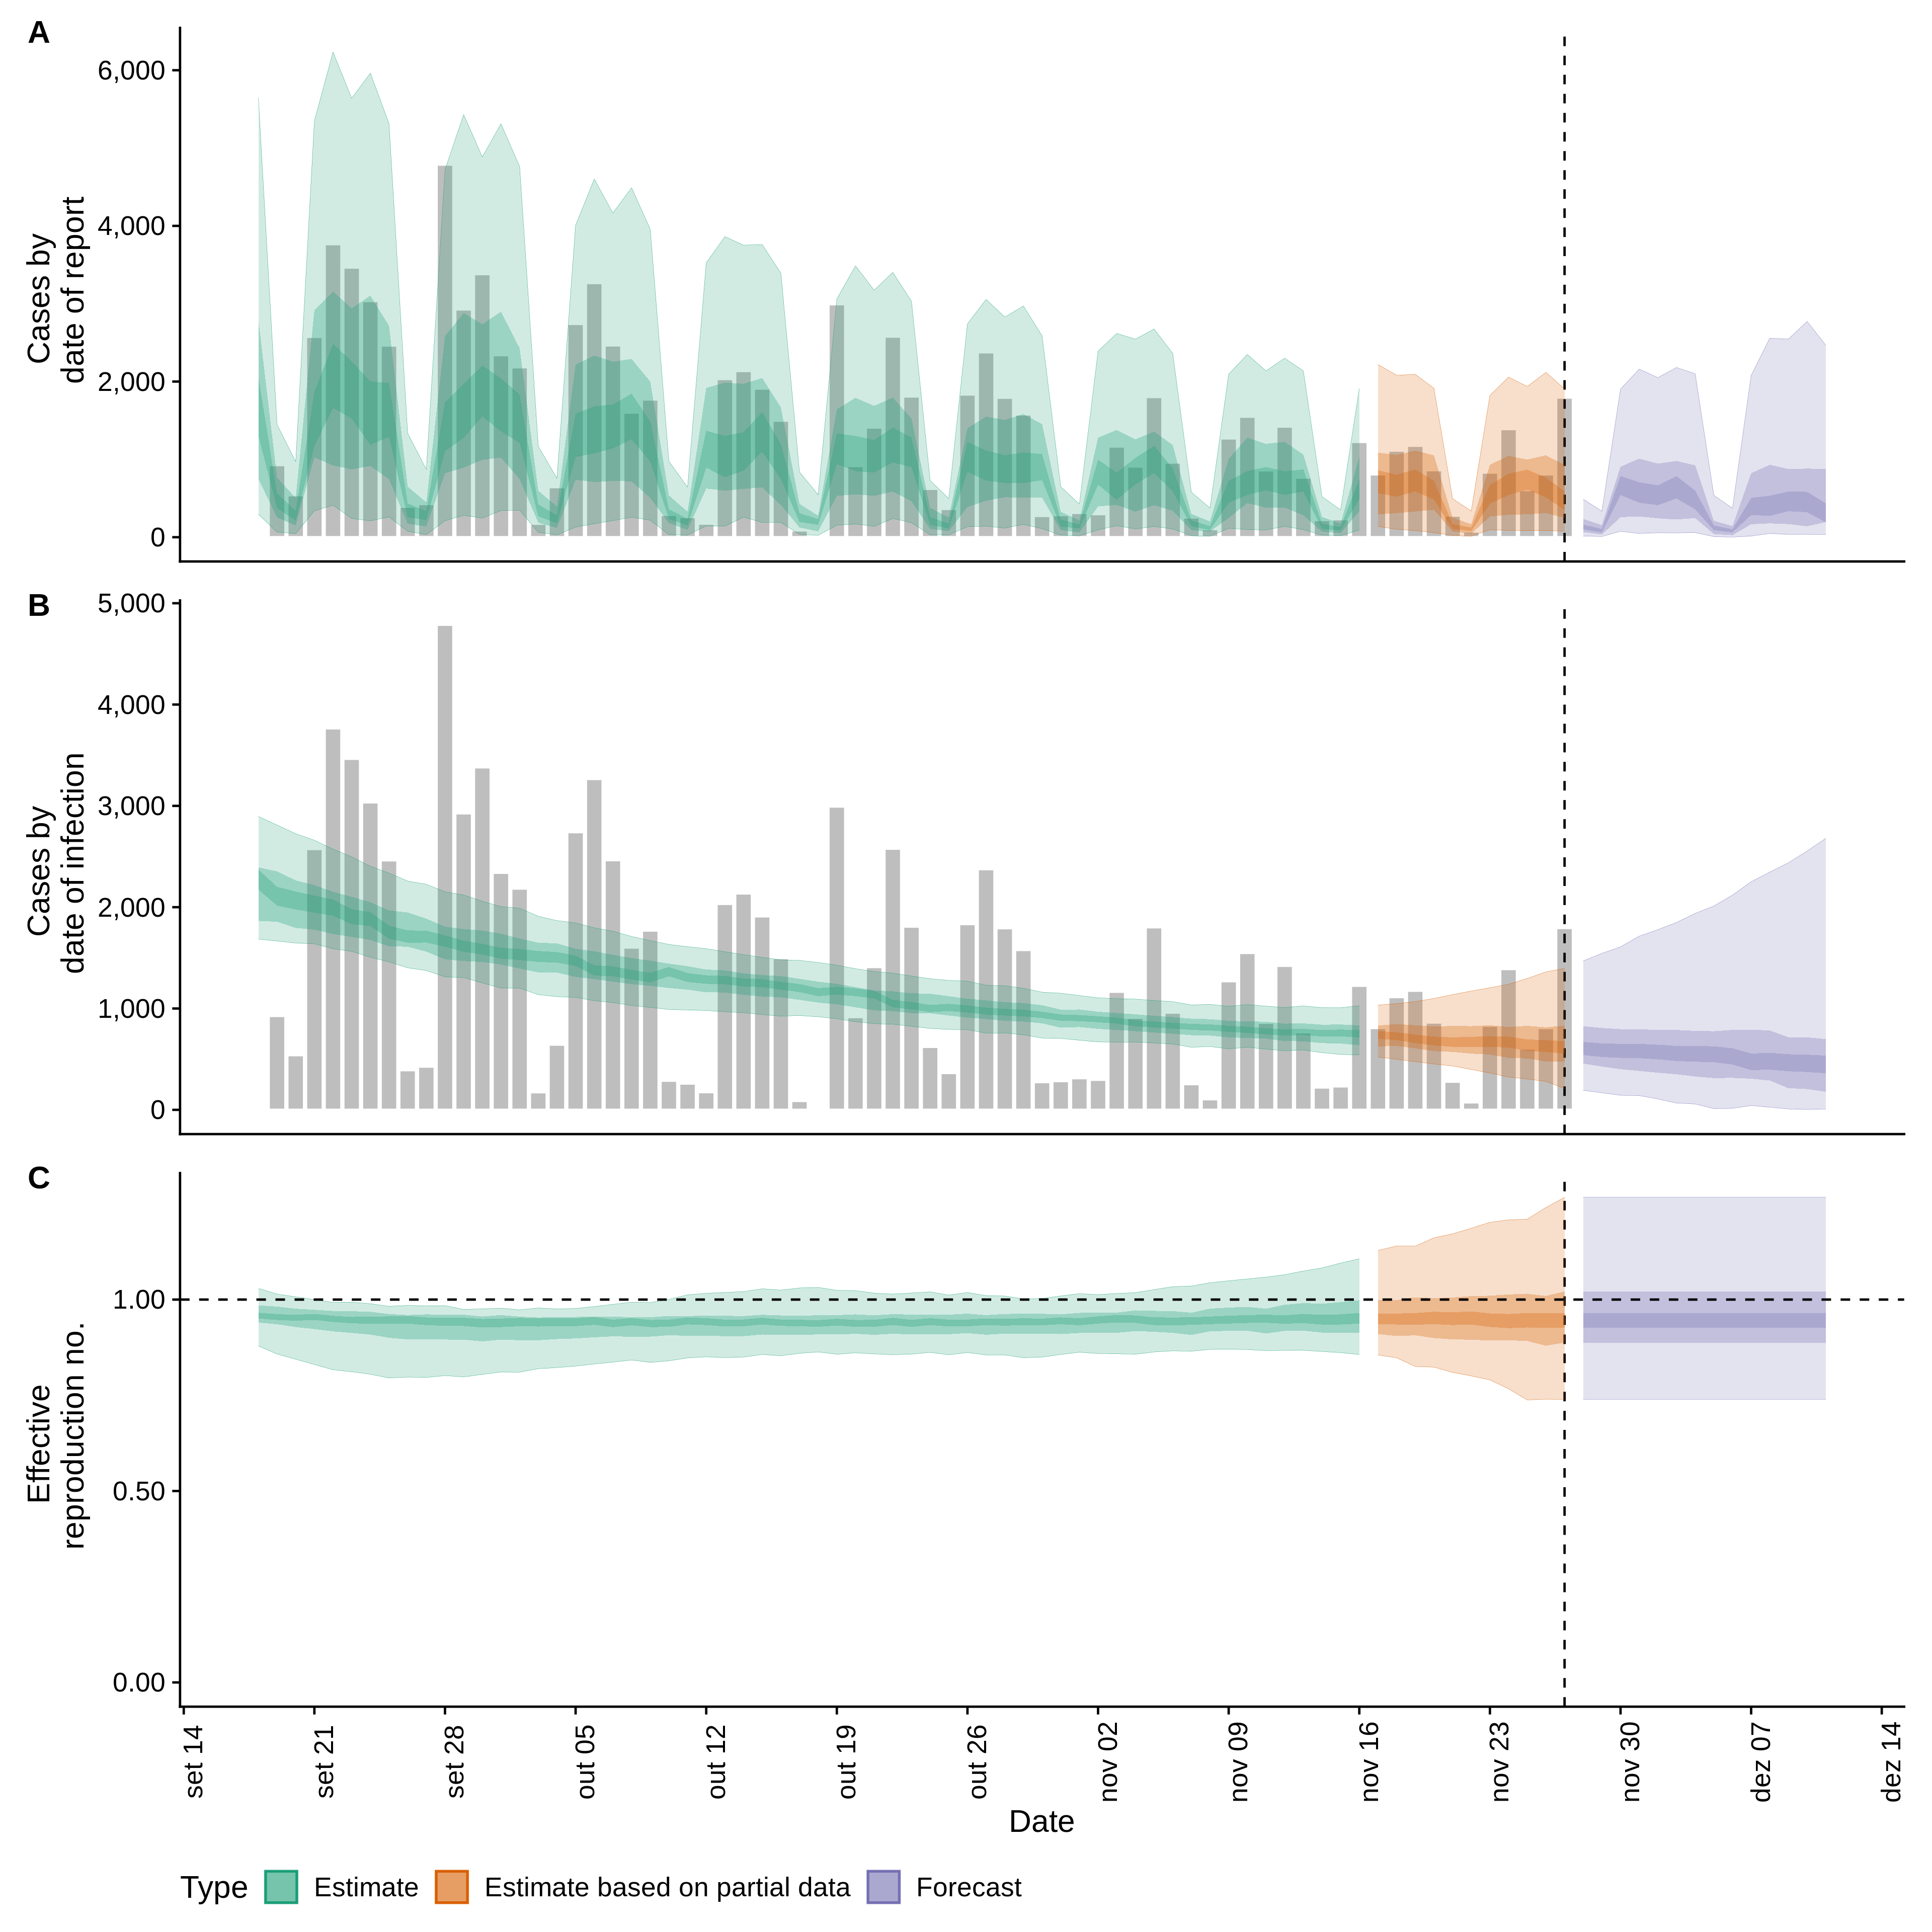 A
Cases by
date of report
6,000
4,000
2,000
0
B
Cases by
date of infection
5,000
4,000
3,000
2,000
1,000
0
C
Effective
reproduction no.
1.00
0.50
0.00
set 14
set 21
set 28
out 05
out 12
out 19
out 26
nov 02
nov 09
nov 16
nov 23
nov 30
dez 07
dez 14
Date
Type Estimate Estimate based on partial data Forecast